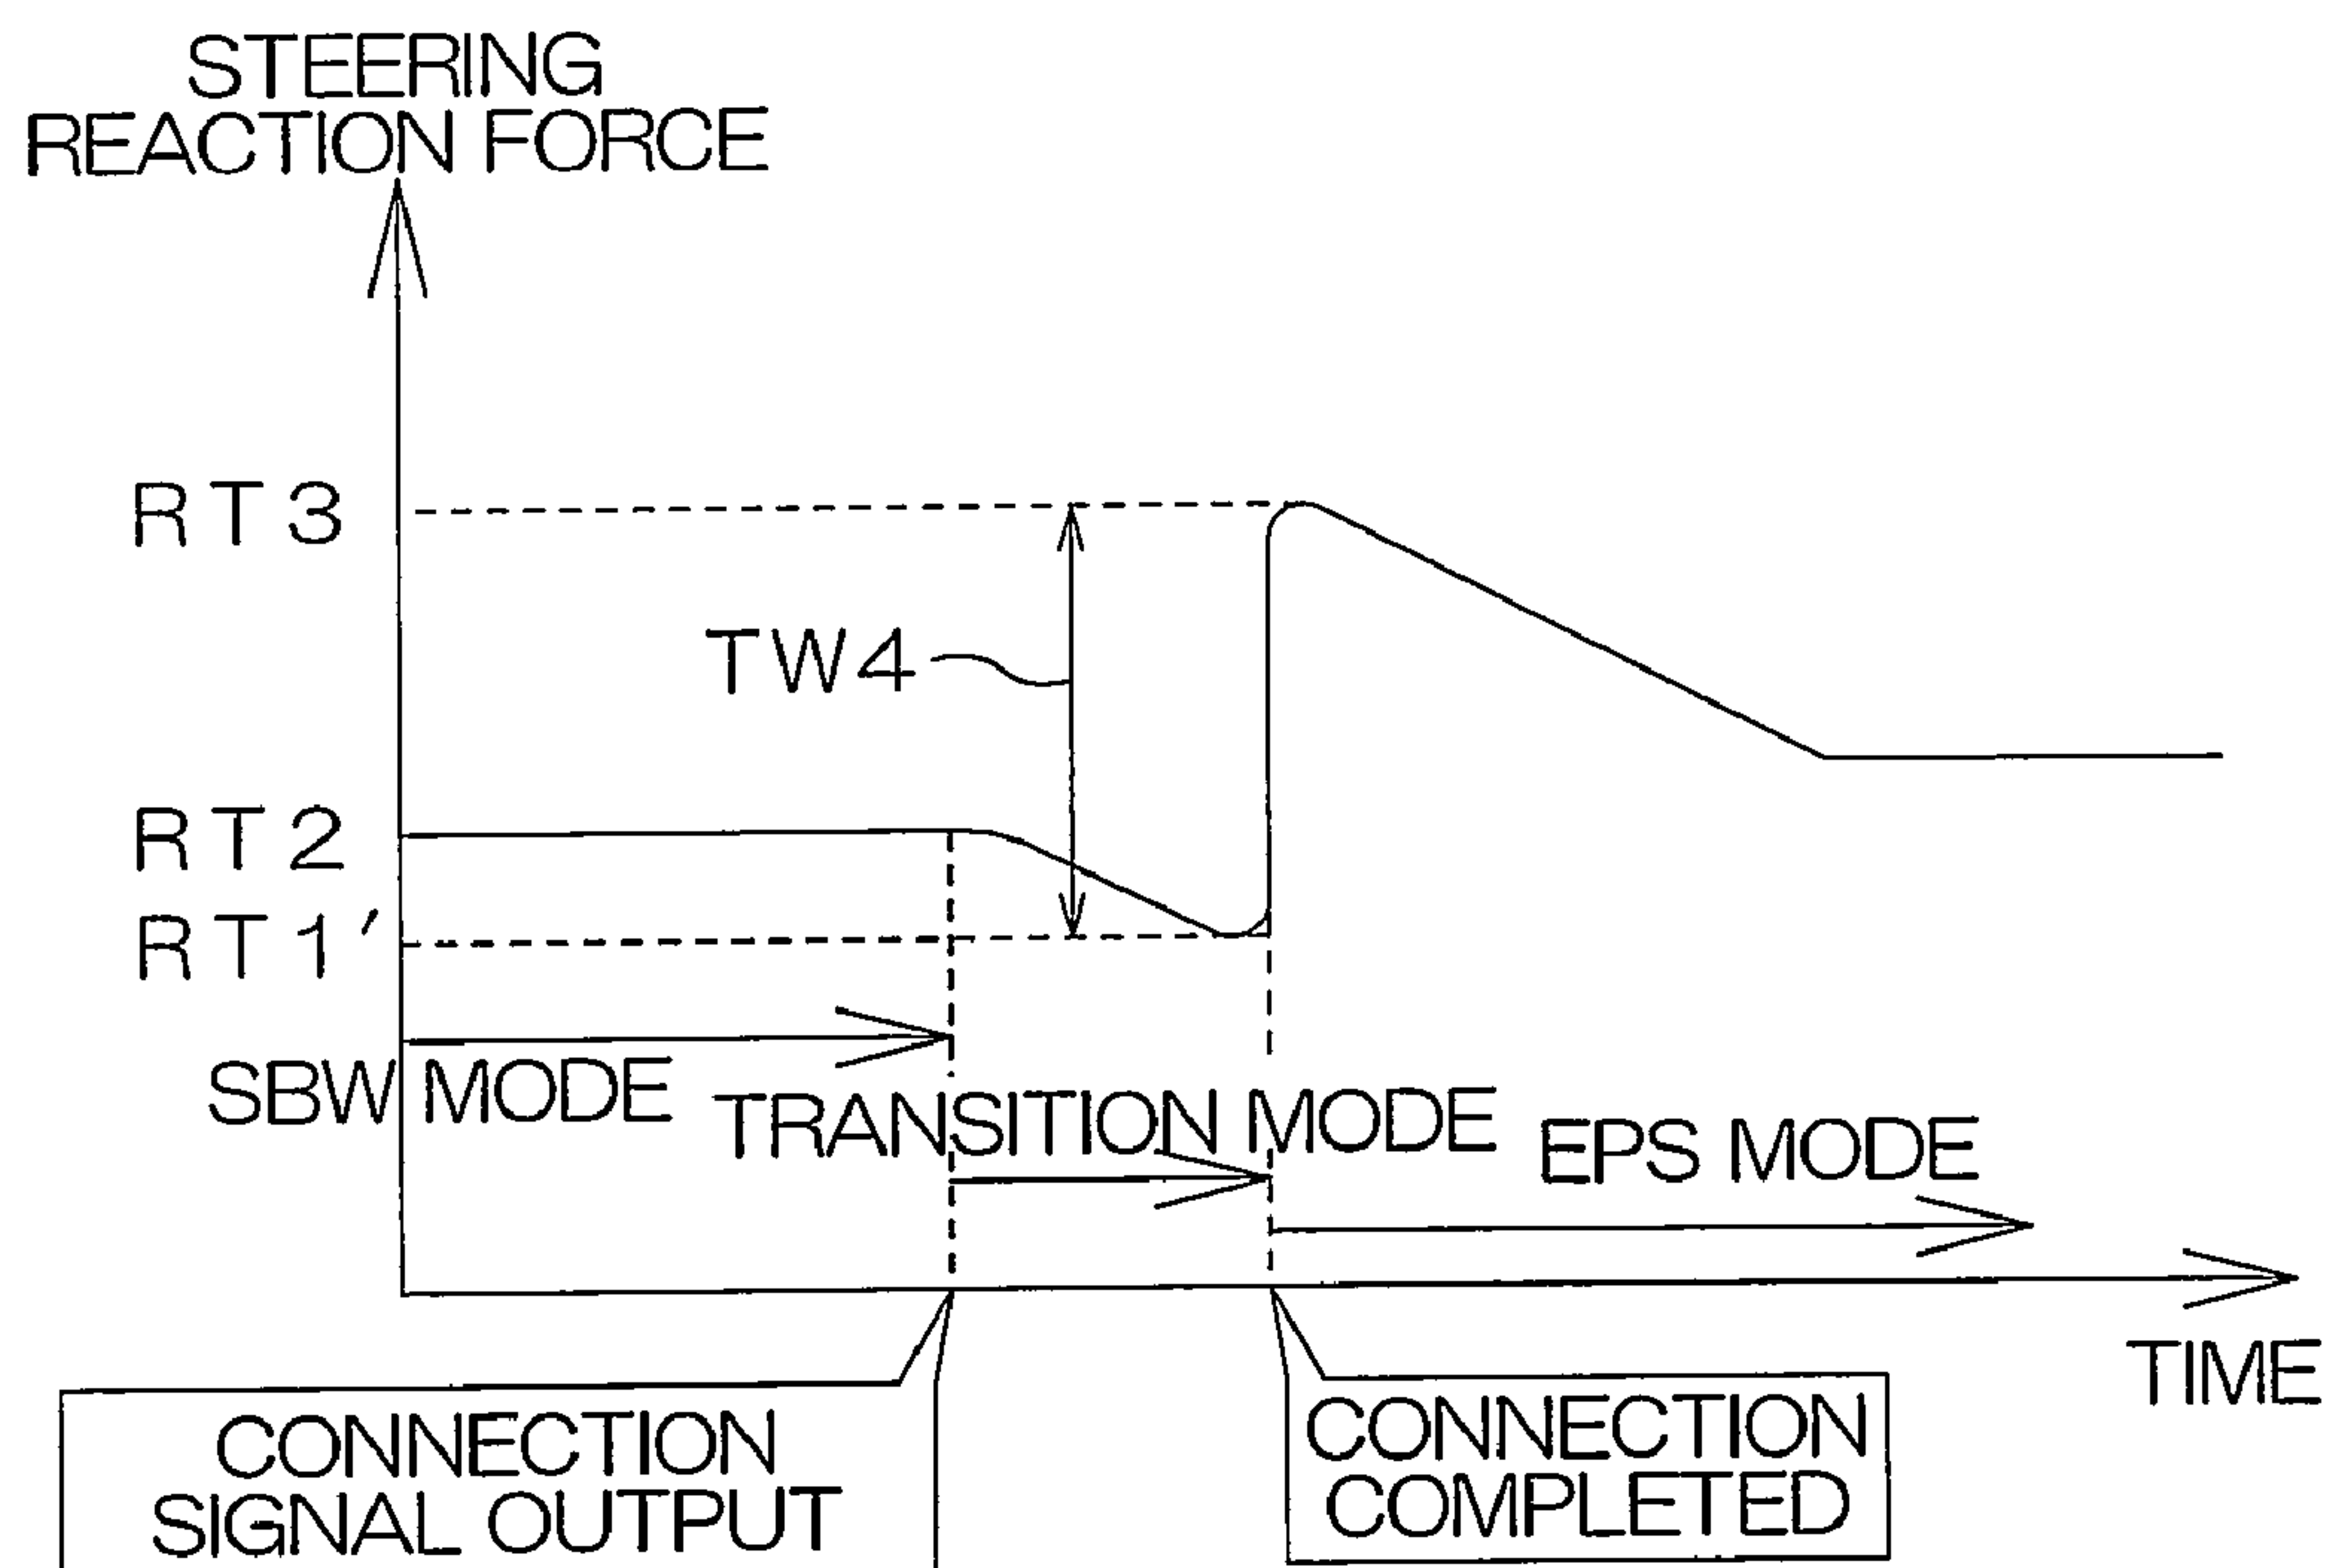 STEERING
REACTION FORCE
RT3
TW4
RT2
RT1′
SBW MODE
TRANSITION MODE
EPS MODE
TIME
CONNECTION
SIGNAL OUTPUT
CONNECTION
COMPLETED